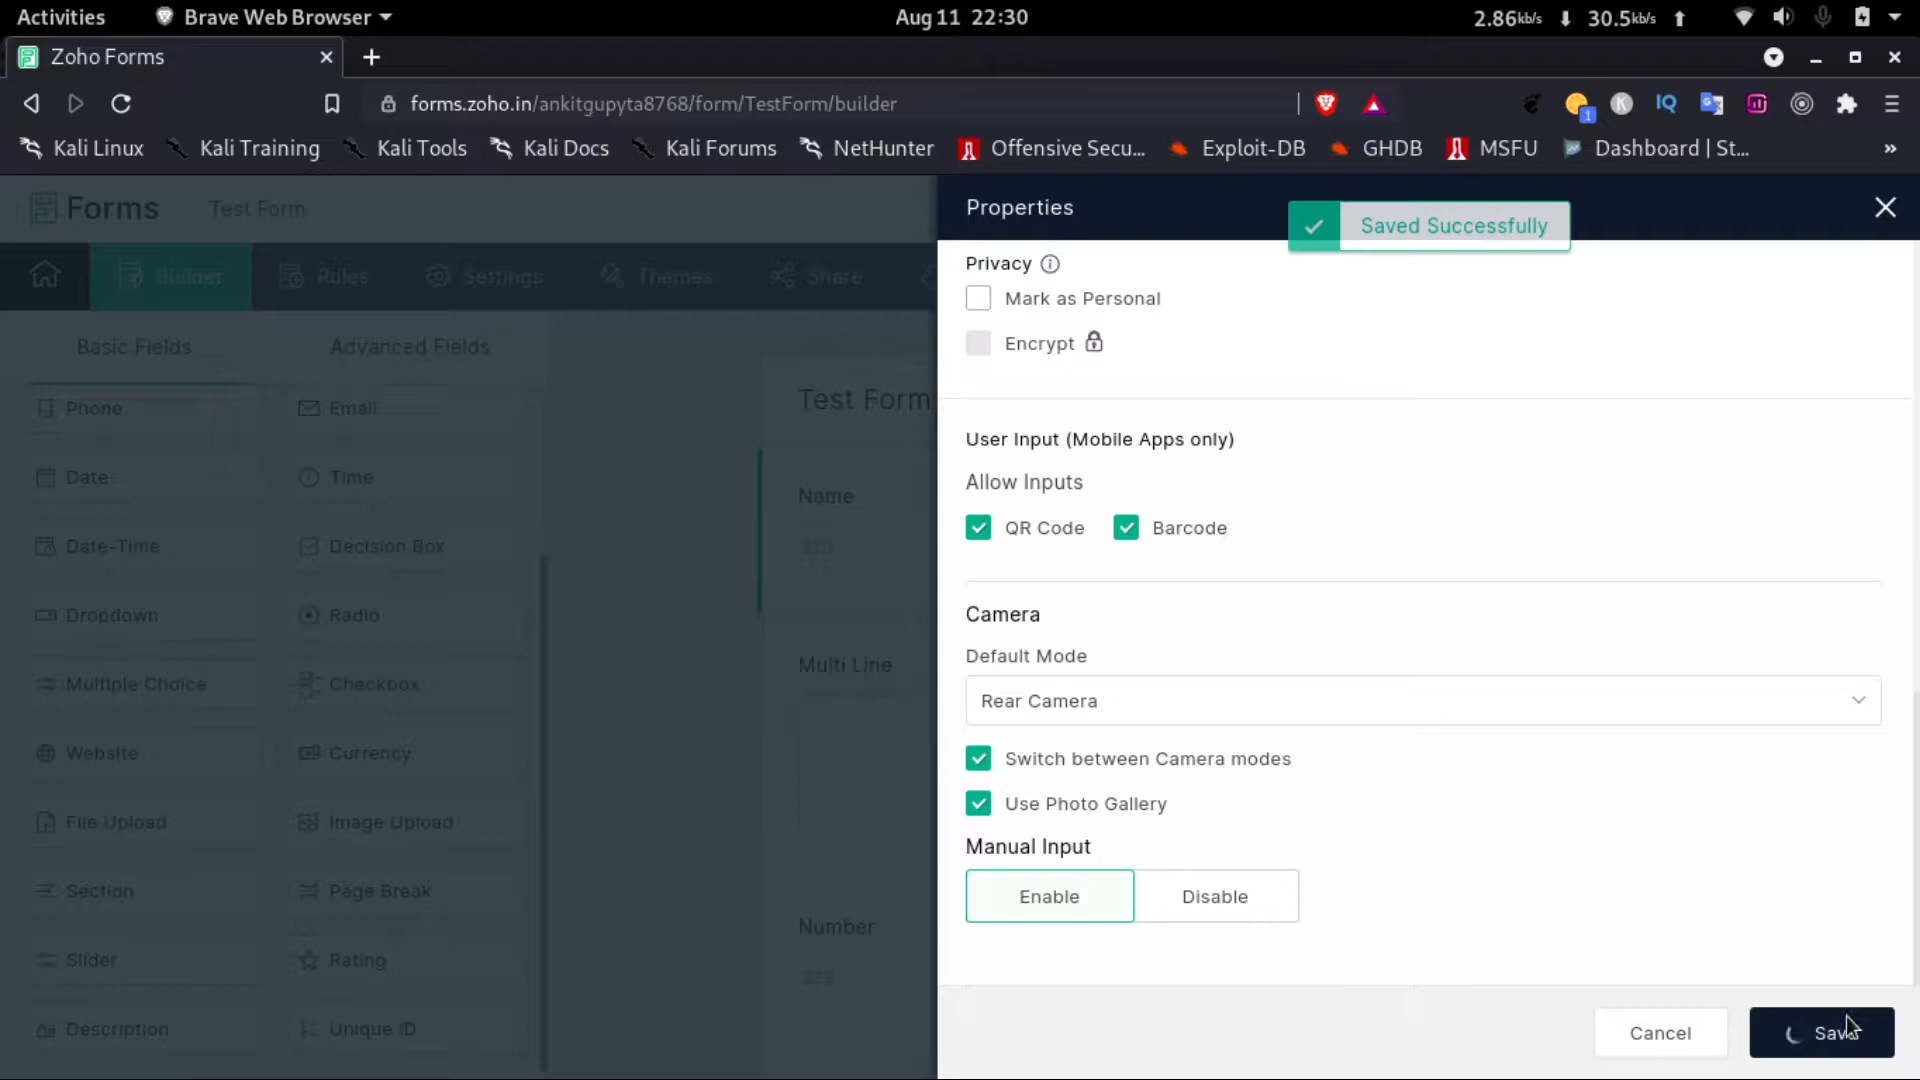 Activities Brave Web Browser Aug 11 22:30 2.86kb/s 30.5kb/s
Zoho Forms
forms.zoho.in/ankitgupyta8768/form/TestForm/builder
Kali Linux Kali Training Kali Tools Kali Docs Kali Forums NetHunter Offensive Secu... Exploit-DB GHDB MSFU Dashboard | St... »
Forms Test Form
Builder Rules Settings Themes Share
Basic Fields Advanced Fields
Phone Email
Date Time
Date-Time Decision Box
Dropdown Radio
Multiple Choice Checkbox
Website Currency
File Upload Image Upload
Section Page Break
Slider Rating
Description Unique ID
Test Form
Name
Multi Line
Number
###
Properties
Saved Successfully
Privacy
Mark as Personal
Encrypt
User Input (Mobile Apps only)
Allow Inputs
QR Code Barcode
Camera
Default Mode
Rear Camera
Switch between Camera modes
Use Photo Gallery
Manual Input
Enable Disable
Cancel Save